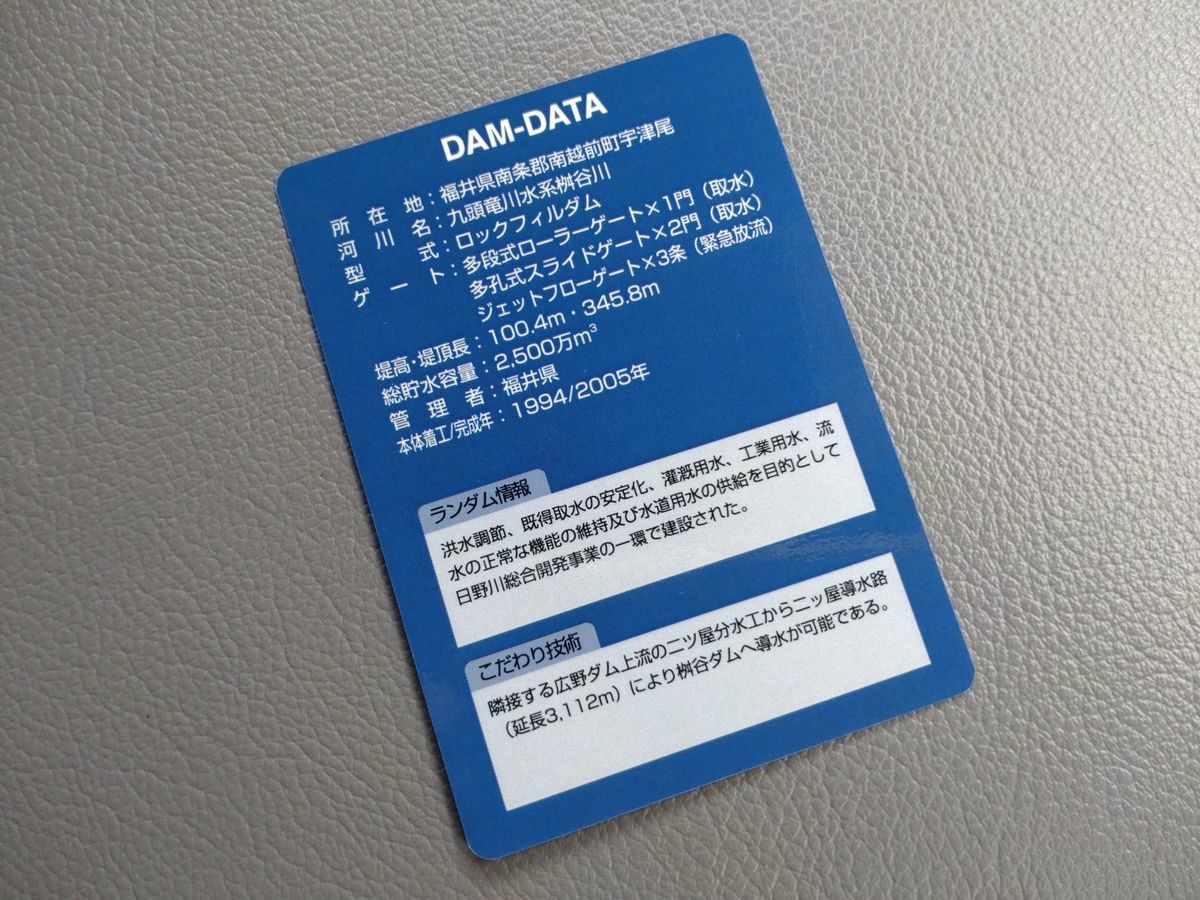 DAM-DATA
所在地：福井県南条郡南越前町宇津尾
河川名：九頭竜川水系桝谷川
型式：ロックフィルダム
ゲート：多段式ローラーゲート×1門（取水）
多孔式スライドゲート×2門（取水）
ジェットフローゲート×3条（緊急放流）
堤高・堤頂長：100.4m・345.8m
総貯水容量：2,500万m³
管理者：福井県
本体着工/完成年：1994/2005年
ランダム情報
洪水調節、既得取水の安定化、灌漑用水、工業用水、流
水の正常な機能の維持及び水道用水の供給を目的として
日野川総合開発事業の一環で建設された。
こだわり技術
隣接する広野ダム上流の二ツ屋分水工から二ッ屋導水路
（延長3,112m）により桝谷ダムへ導水が可能である。